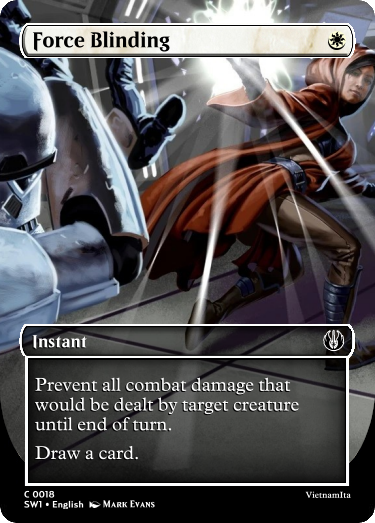 Force Blinding
Instant
Prevent all combat damage that
would be dealt by target creature
until end of turn.
Draw a card.
C 0018
VietnamIta
SW1 • English Mark Evans